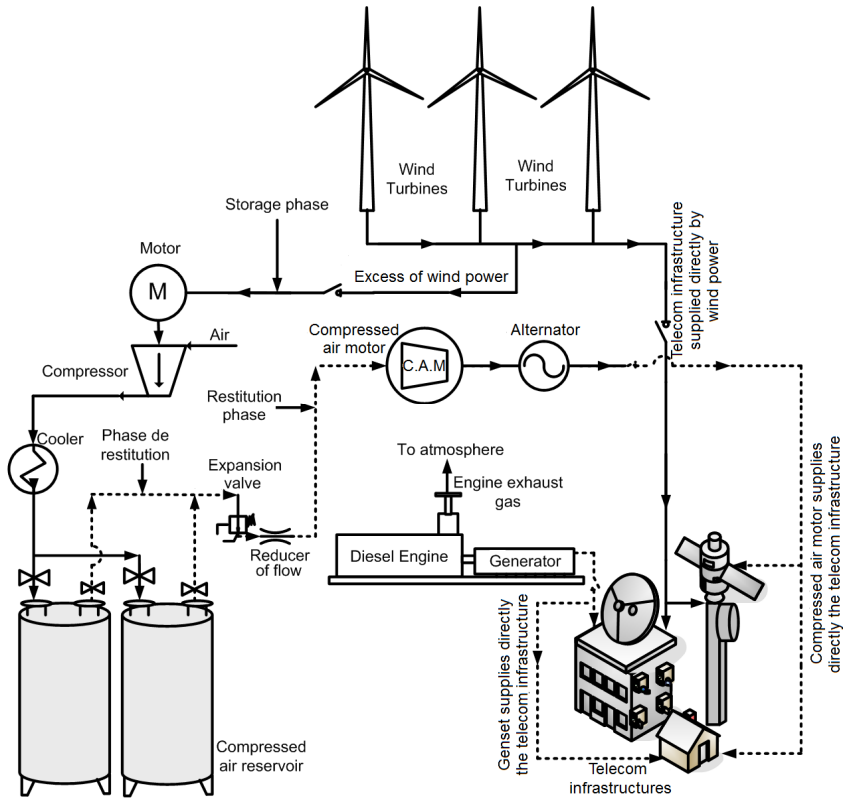 Wind
Turbines
Wind
Turbines
Storage phase
Motor
M
Excess of wind power
Telecom infrastructure
supplied directly by
wind power
Air
Compressor
Compressed
air motor
C.A.M
Alternator
Restitution
phase
Cooler
Phase de
restitution
Expansion
valve
Reducer
of flow
To atmosphere
Engine exhaust
gas
Diesel Engine
Generator
Compressed air motor supplies
directly the telecom infrastructure
Genset supplies directly
the telecom infrastructure
Compressed
air reservoir
Telecom
infrastructures